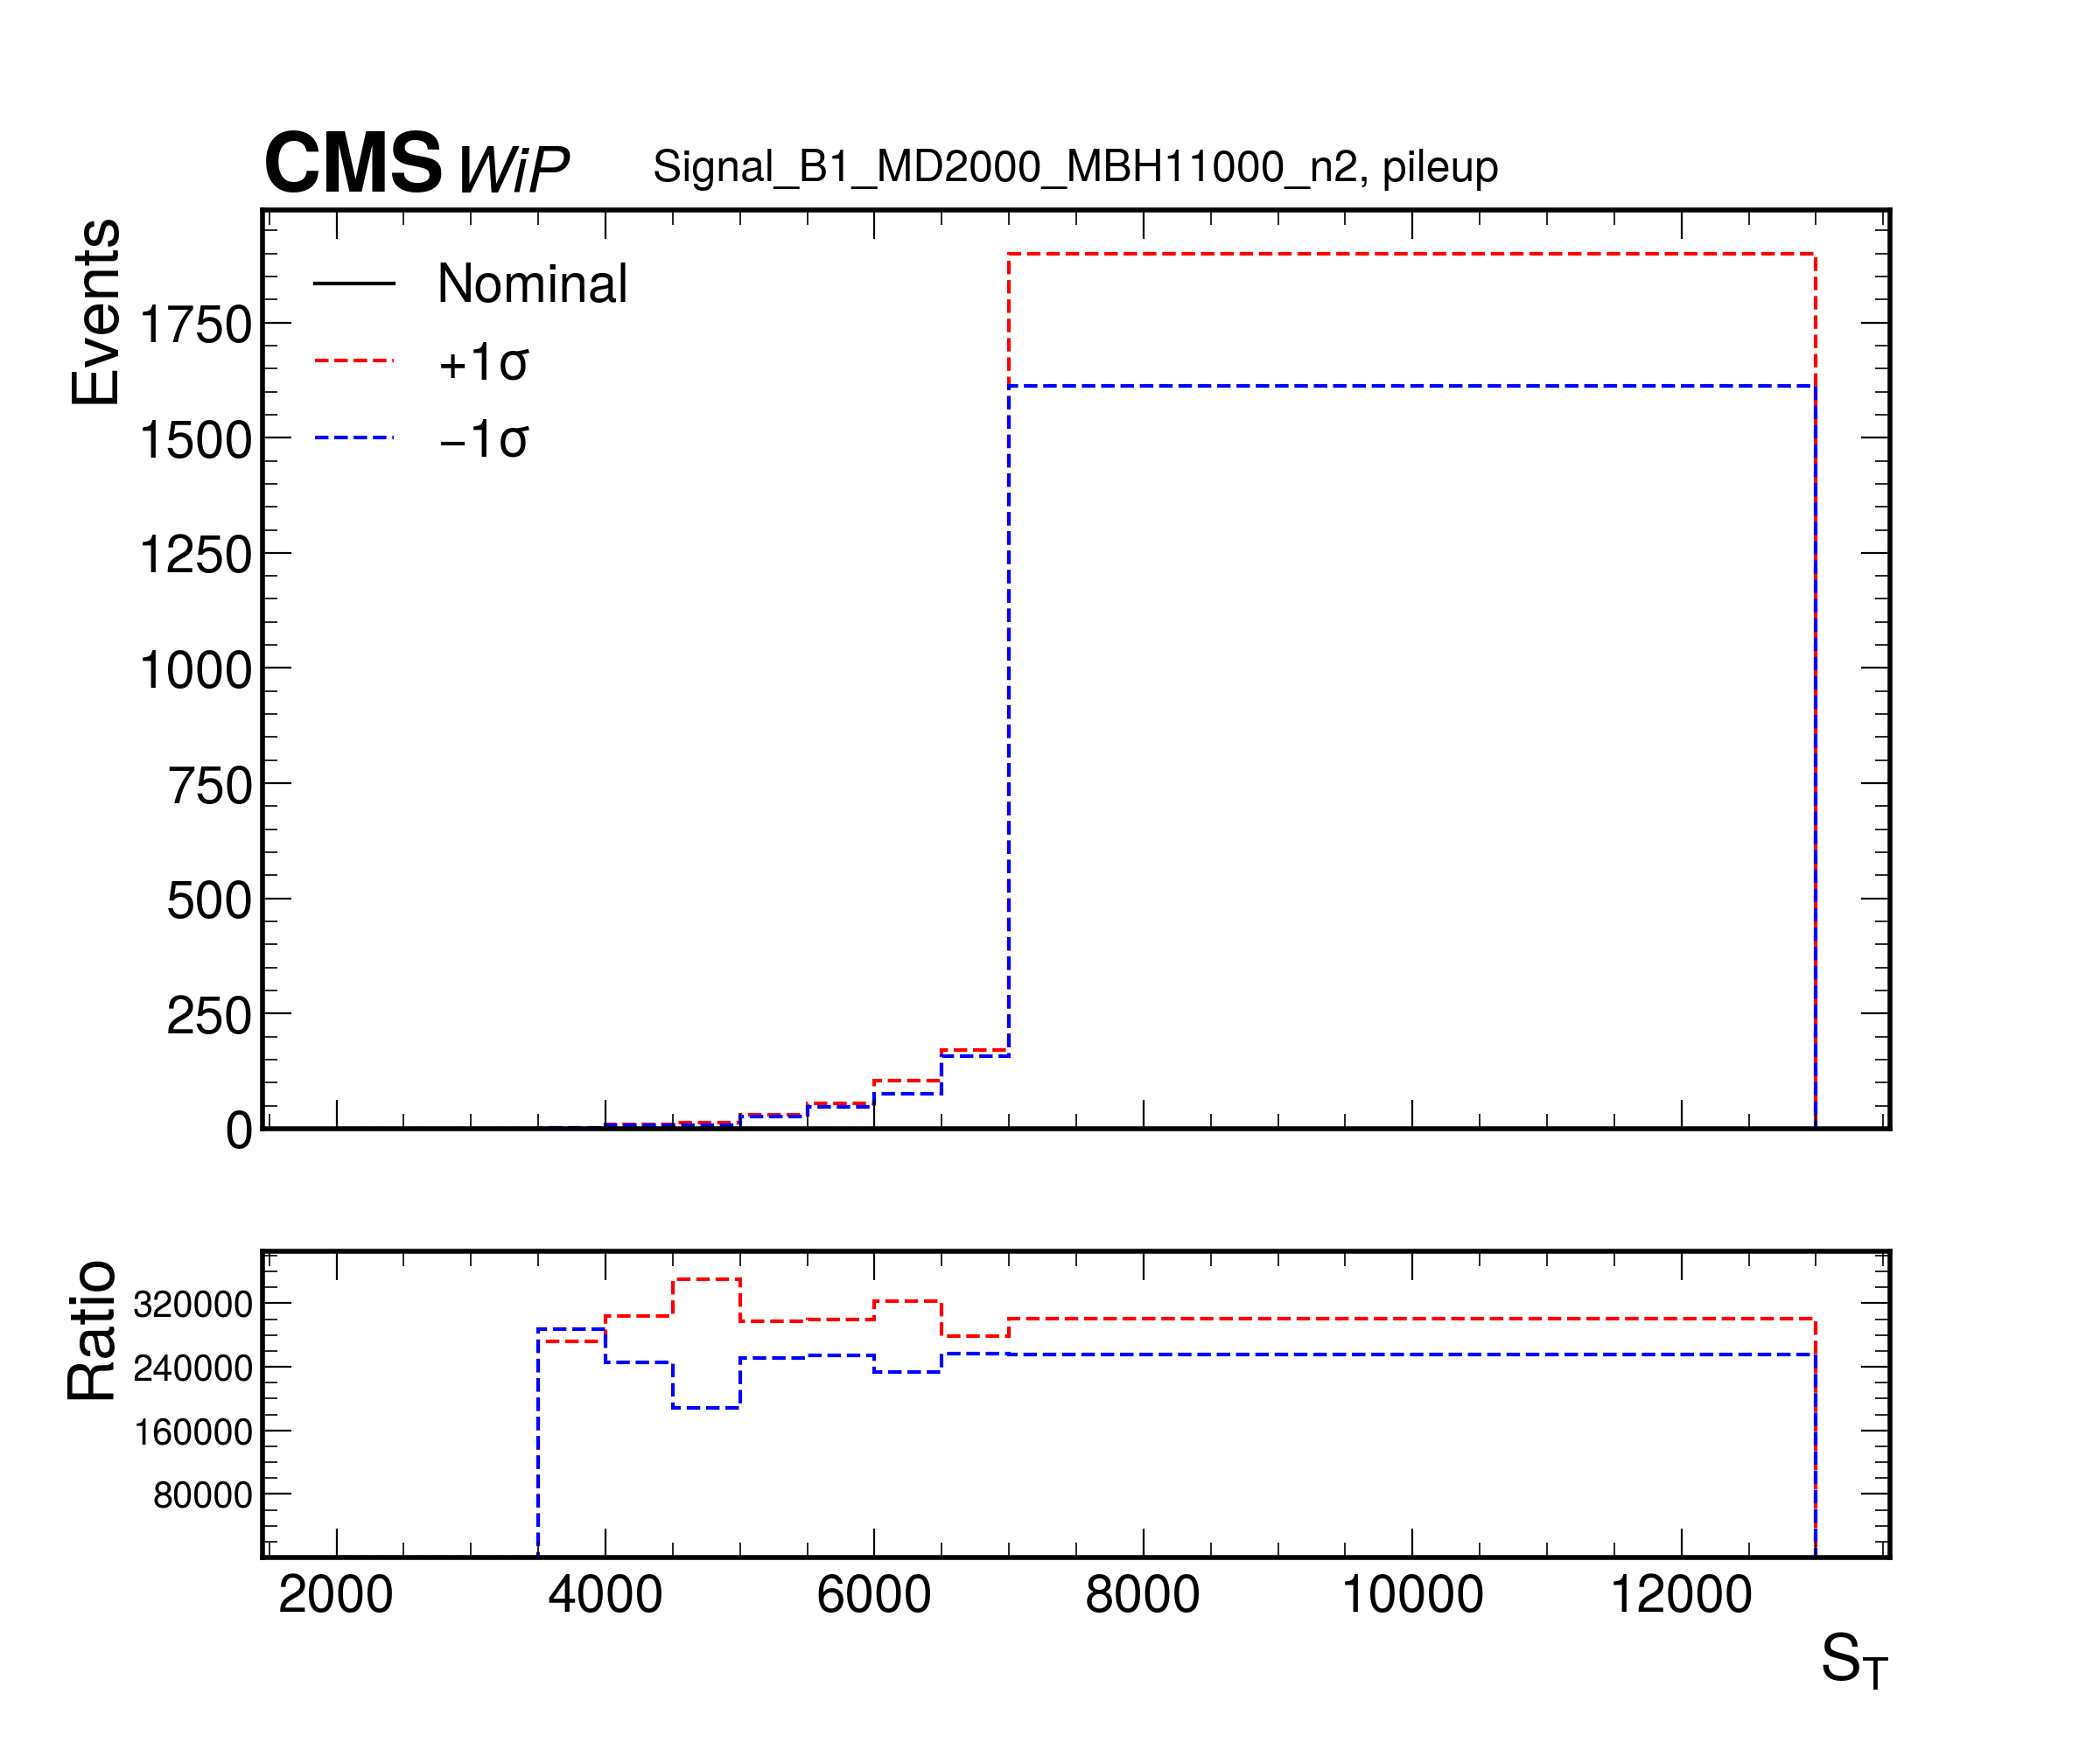 CMS WiP Signal_B1_MD2000_MBH11000_n2, pileup
Events
1750
1500
1250
1000
750
500
250
0
Nominal
+1σ
−1σ
Ratio
320000
240000
160000
80000
2000 4000 6000 8000 10000 12000
S_T